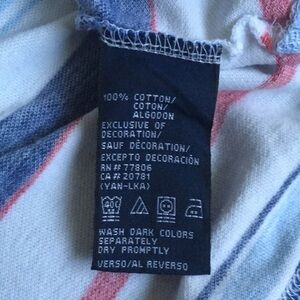 100% COTTON/
COTON/
ALGODON
EXCLUSIVE OF
DECORATION/
SAUF DÉCORATION/
EXCEPTO DECORACIÓN
RN# 77806
CA# 20781
(YAN-LKA)
40C
WASH DARK COLORS
SEPARATELY
DRY PROMPTLY
VERSO/AL REVERSO